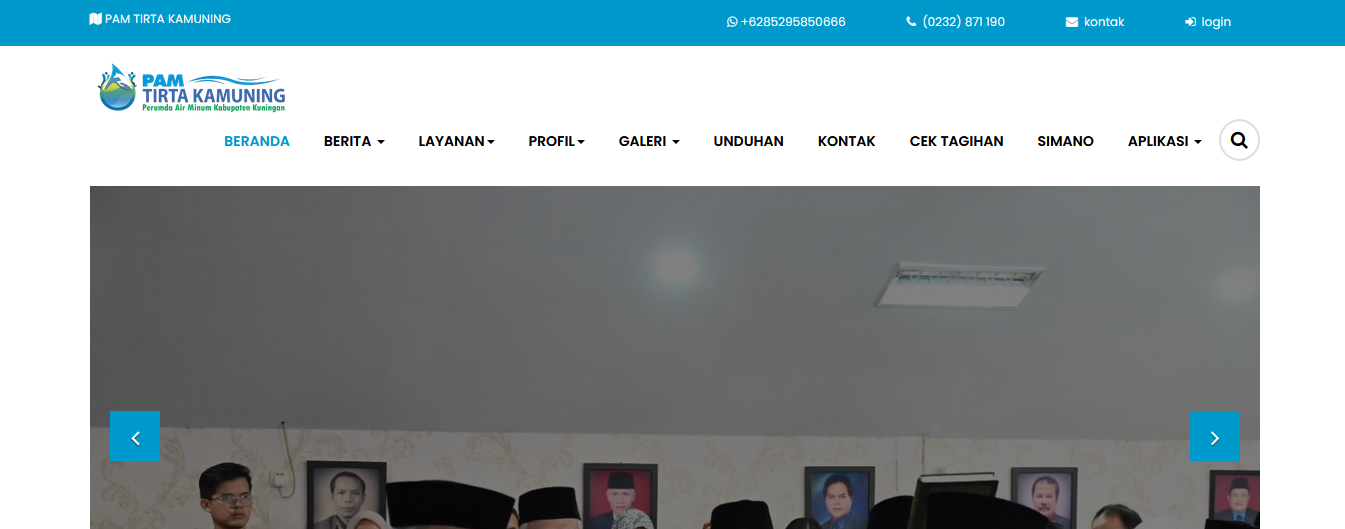 PAM TIRTA KAMUNING
+6285295850666
(0232) 871 190
kontak
login
PAM
TIRTA KAMUNING
Perumda Air Minum Kabupaten Kuningan
BERANDA
BERITA
LAYANAN
PROFIL
GALERI
UNDUHAN
KONTAK
CEK TAGIHAN
SIMANO
APLIKASI